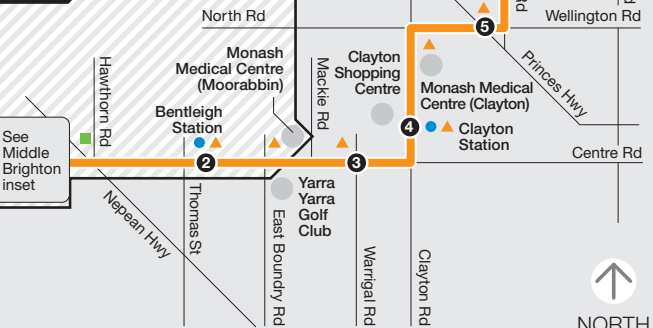 North Rd
Rd
Wellington Rd
5
Monash
Medical Centre
(Moorabbin)
Clayton
Shopping
Centre
Hawthorn Rd
Mackie Rd
Princes Hwy
Monash Medical
Centre (Clayton)
Bentleigh
Station
4
Clayton
Station
See
Middle
Brighton
inset
2
3
Centre Rd
Yarra
Yarra
Golf
Club
Nepean Hwy
Thomas St
East Boundry Rd
Warrigal Rd
Clayton Rd
NORTH